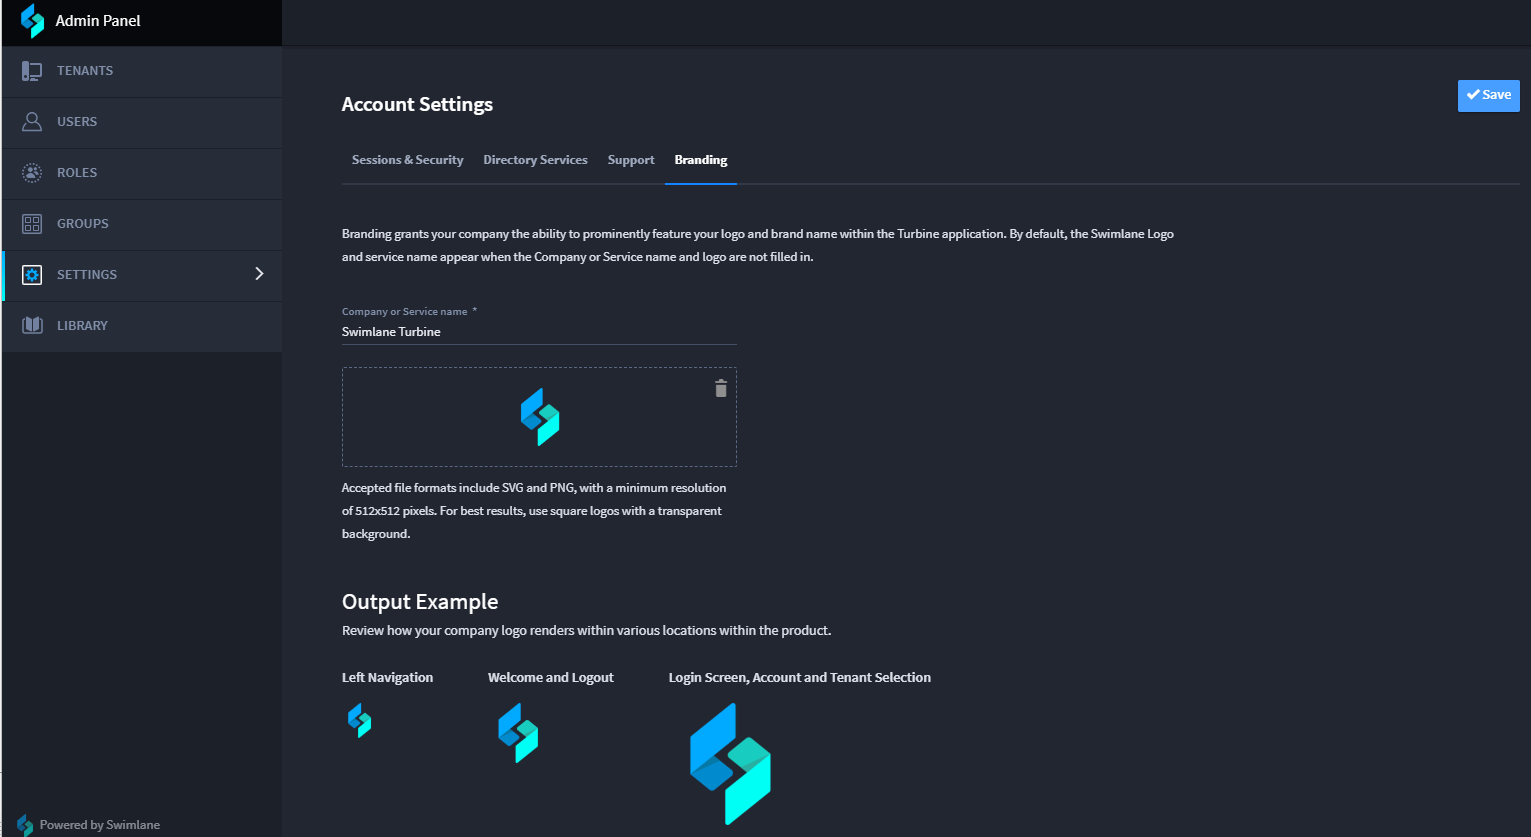 Admin Panel
TENANTS
USERS
ROLES
GROUPS
SETTINGS
LIBRARY
Powered by Swimlane
Account Settings
Save
Sessions & Security
Directory Services
Support
Branding
Branding grants your company the ability to prominently feature your logo and brand name within the Turbine application. By default, the Swimlane Logo
and service name appear when the Company or Service name and logo are not filled in.
Company or Service name *
Swimlane Turbine
Accepted file formats include SVG and PNG, with a minimum resolution
of 512x512 pixels. For best results, use square logos with a transparent
background.
Output Example
Review how your company logo renders within various locations within the product.
Left Navigation
Welcome and Logout
Login Screen, Account and Tenant Selection